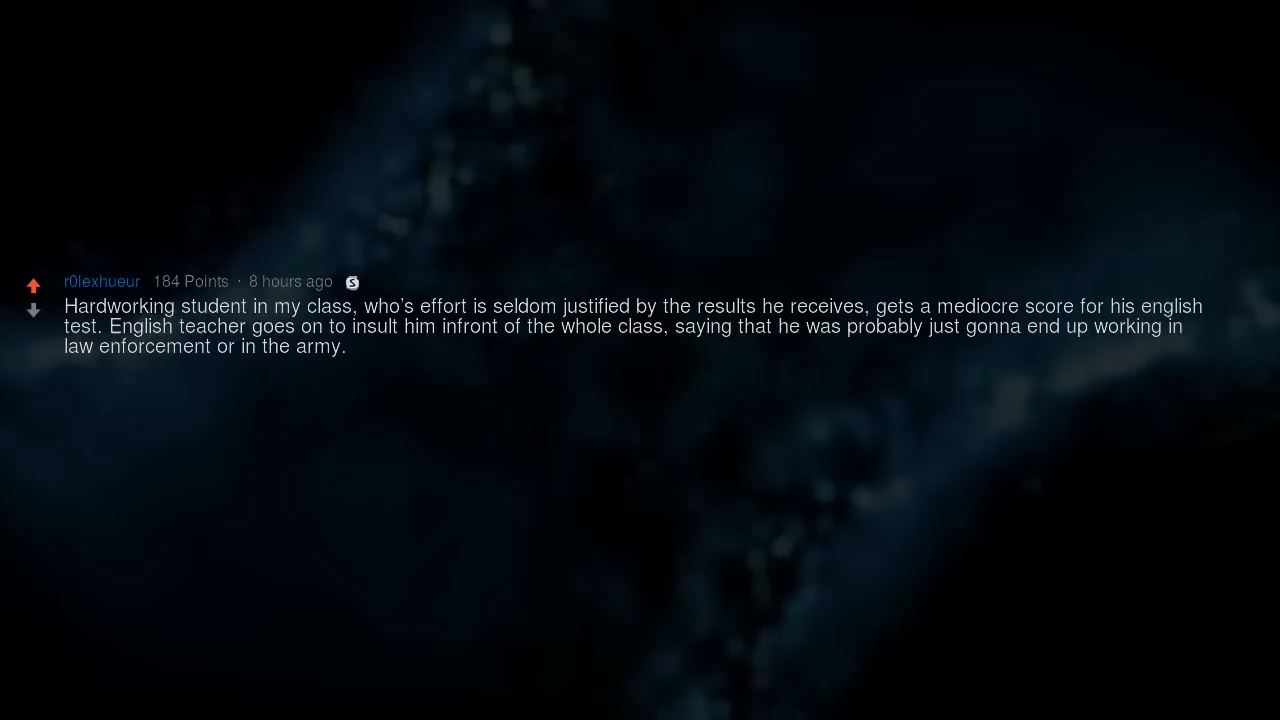 r0lexhueur 184 Points · 8 hours ago
Hardworking student in my class, who's effort is seldom justified by the results he receives, gets a mediocre score for his english
test. English teacher goes on to insult him infront of the whole class, saying that he was probably just gonna end up working in
law enforcement or in the army.